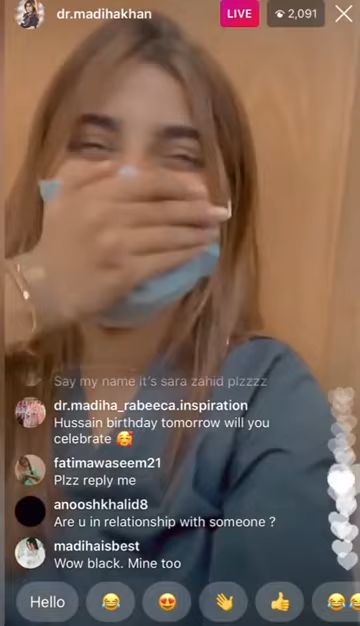 dr.madihakhan
LIVE
2,091
Say my name it's sara zahid plzzzz
dr.madiha_rabeeca.inspiration
Hussain birthday tomorrow will you
celebrate 🥰
fatimawaseem21
Plzz reply me
anooshkhalid8
Are u in relationship with someone ?
madihaisbest
Wow black. Mine too
Hello 😂 😍 👋 👍 😂😂